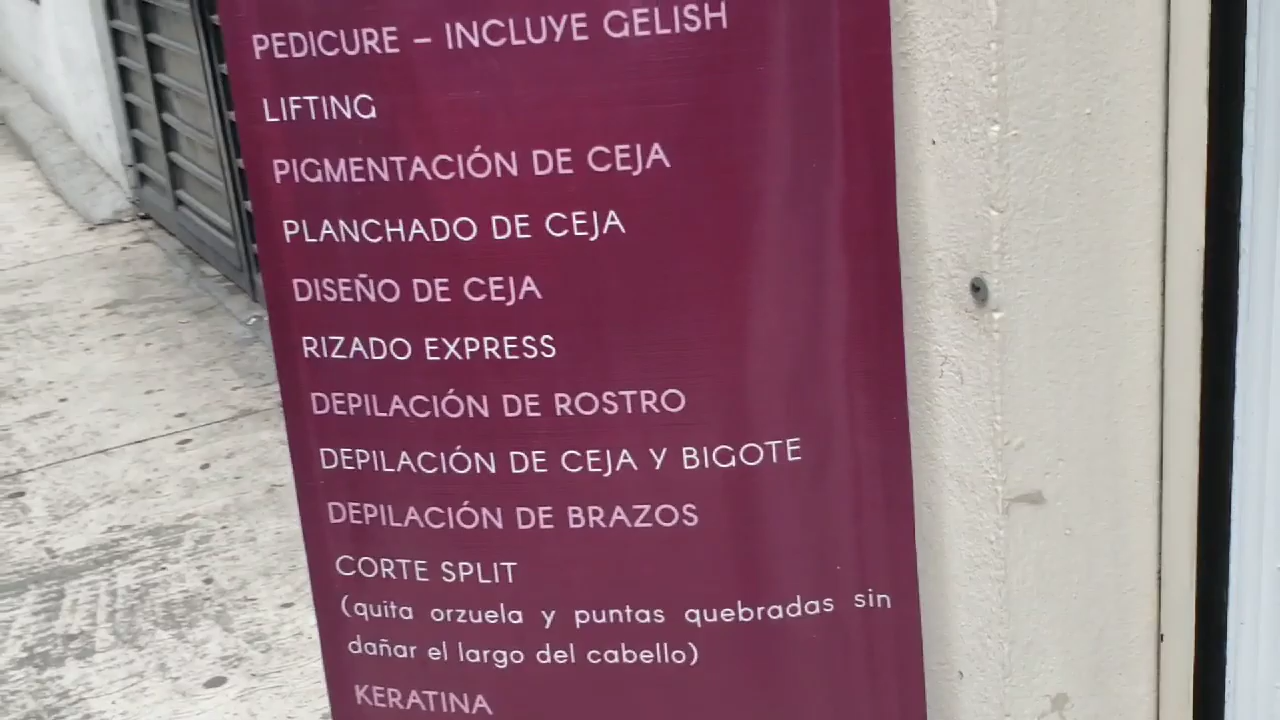 PEDICURE – INCLUYE GELISH
LIFTING
PIGMENTACIÓN DE CEJA
PLANCHADO DE CEJA
DISEÑO DE CEJA
RIZADO EXPRESS
DEPILACIÓN DE ROSTRO
DEPILACIÓN DE CEJA Y BIGOTE
DEPILACIÓN DE BRAZOS
CORTE SPLIT
(quita orzuela y puntas quebradas sin
dañar el largo del cabello)
KERATINA